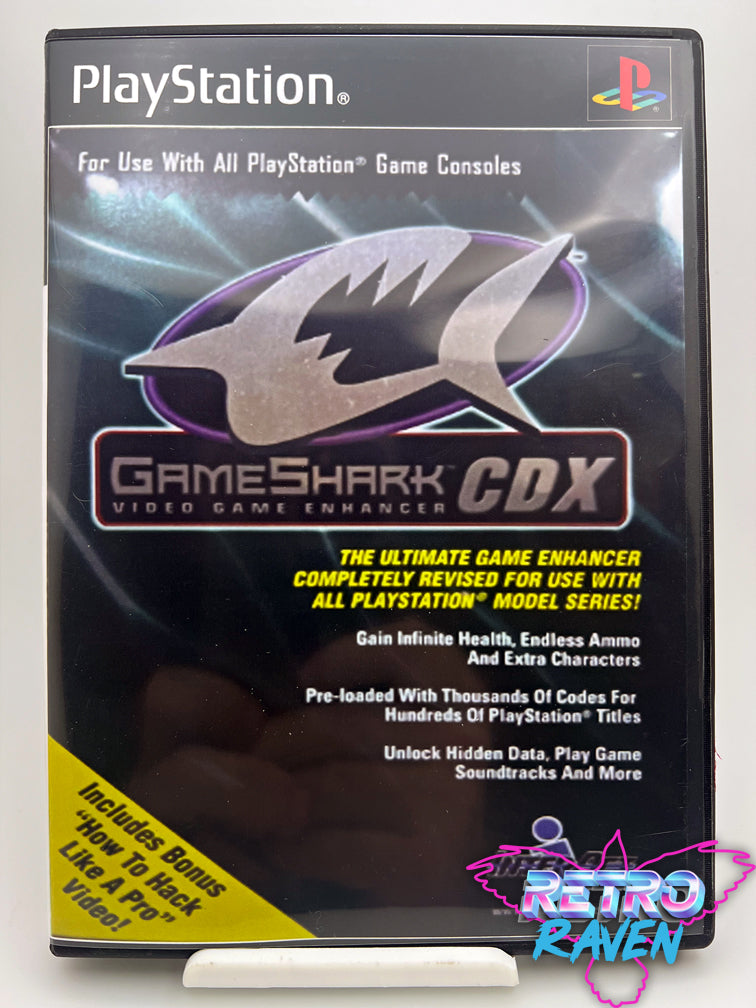 PlayStation®
For Use With All PlayStation® Game Consoles
GAMESHARK™ CDX
VIDEO GAME ENHANCER
THE ULTIMATE GAME ENHANCER
COMPLETELY REVISED FOR USE WITH
ALL PLAYSTATION® MODEL SERIES!
Gain Infinite Health, Endless Ammo
And Extra Characters
Pre-loaded With Thousands Of Codes For
Hundreds Of PlayStation® Titles
Unlock Hidden Data, Play Game
Soundtracks And More
Includes Bonus
"How To Hack
Like A Pro"
Video!
RETRO
RAVEN